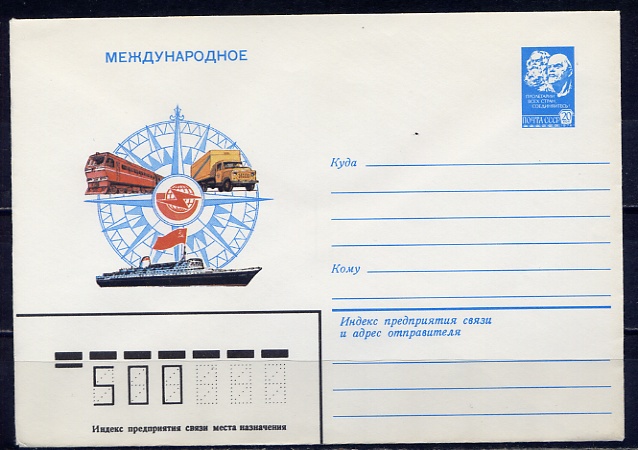 МЕЖДУНАРОДНОЕ
ПРОЛЕТАРИИ
ВСЕХ СТРАН,
СОЕДИНЯЙТЕСЬ!
ПОЧТА СССР 20
Куда
Кому
Индекс предприятия связи
и адрес отправителя
500
Индекс предприятия связи места назначения